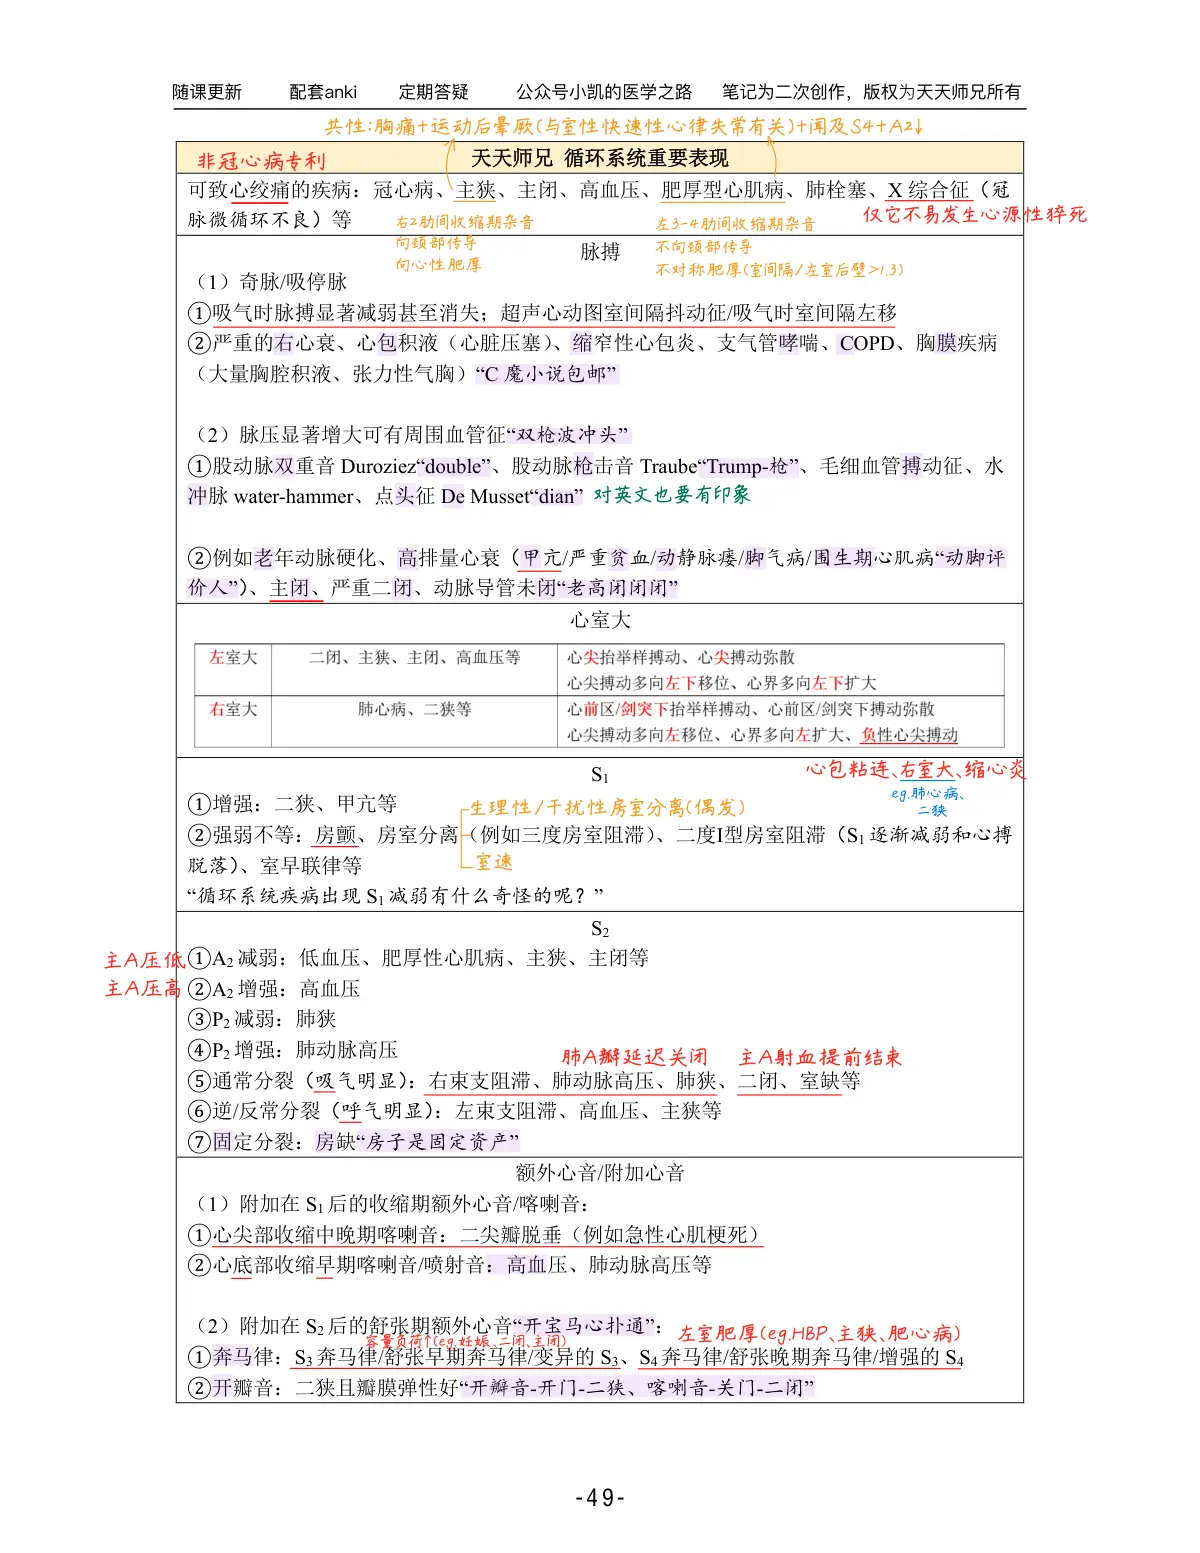 随课更新 配套anki 定期答疑 公众号小凯的医学之路 笔记为二次创作，版权为天天师兄所有
共性:胸痛+运动后晕厥(与室性快速性心律失常有关)+闻及S4+A2↓
非冠心病专利
天天师兄 循环系统重要表现
可致心绞痛的疾病：冠心病、主狭、主闭、高血压、肥厚型心肌病、肺栓塞、X 综合征（冠
脉微循环不良）等
仅它不易发生心源性猝死
右2肋间收缩期杂音
向颈部传导
向心性肥厚
左3-4肋间收缩期杂音
不向颈部传导
不对称肥厚(室间隔/左室后壁>1.3)
脉搏
（1）奇脉/吸停脉
①吸气时脉搏显著减弱甚至消失；超声心动图室间隔抖动征/吸气时室间隔左移
②严重的右心衰、心包积液（心脏压塞）、缩窄性心包炎、支气管哮喘、COPD、胸膜疾病
（大量胸腔积液、张力性气胸）“C 魔小说包邮”
（2）脉压显著增大可有周围血管征“双枪波冲头”
①股动脉双重音 Duroziez“double”、股动脉枪击音 Traube“Trump-枪”、毛细血管搏动征、水
冲脉 water-hammer、点头征 De Musset“dian” 对英文也要有印象
②例如老年动脉硬化、高排量心衰（甲亢/严重贫血/动静脉瘘/脚气病/围生期心肌病“动脚评
价人”）、主闭、严重二闭、动脉导管未闭“老高闭闭闭”
心室大
左室大 二闭、主狭、主闭、高血压等 心尖抬举样搏动、心尖搏动弥散
心尖搏动多向左下移位、心界多向左下扩大
右室大 肺心病、二狭等 心前区/剑突下抬举样搏动、心前区/剑突下搏动弥散
心尖搏动多向左移位、心界多向左扩大、负性心尖搏动
心包粘连、右室大、缩心炎
eg.肺心病、
二狭
S1
①增强：二狭、甲亢等
生理性/干扰性房室分离(偶发)
②强弱不等：房颤、房室分离（例如三度房室阻滞）、二度I型房室阻滞（S1 逐渐减弱和心搏
脱落）、室早联律等
室速
“循环系统疾病出现 S1 减弱有什么奇怪的呢？”
S2
主A压低 ①A2 减弱：低血压、肥厚性心肌病、主狭、主闭等
主A压高 ②A2 增强：高血压
③P2 减弱：肺狭
④P2 增强：肺动脉高压
肺A瓣延迟关闭 主A射血提前结束
⑤通常分裂（吸气明显）：右束支阻滞、肺动脉高压、肺狭、二闭、室缺等
⑥逆/反常分裂（呼气明显）：左束支阻滞、高血压、主狭等
⑦固定分裂：房缺“房子是固定资产”
额外心音/附加心音
（1）附加在 S1 后的收缩期额外心音/喀喇音：
①心尖部收缩中晚期喀喇音：二尖瓣脱垂（例如急性心肌梗死）
②心底部收缩早期喀喇音/喷射音：高血压、肺动脉高压等
（2）附加在 S2 后的舒张期额外心音“开宝马心扑通”：
容量负荷↑(eg.妊娠、二闭、主闭)
左室肥厚(eg.HBP、主狭、肥心病)
①奔马律：S3 奔马律/舒张早期奔马律/变异的 S3、S4 奔马律/舒张晚期奔马律/增强的 S4
②开瓣音：二狭且瓣膜弹性好“开瓣音-开门-二狭、喀喇音-关门-二闭”
-49-